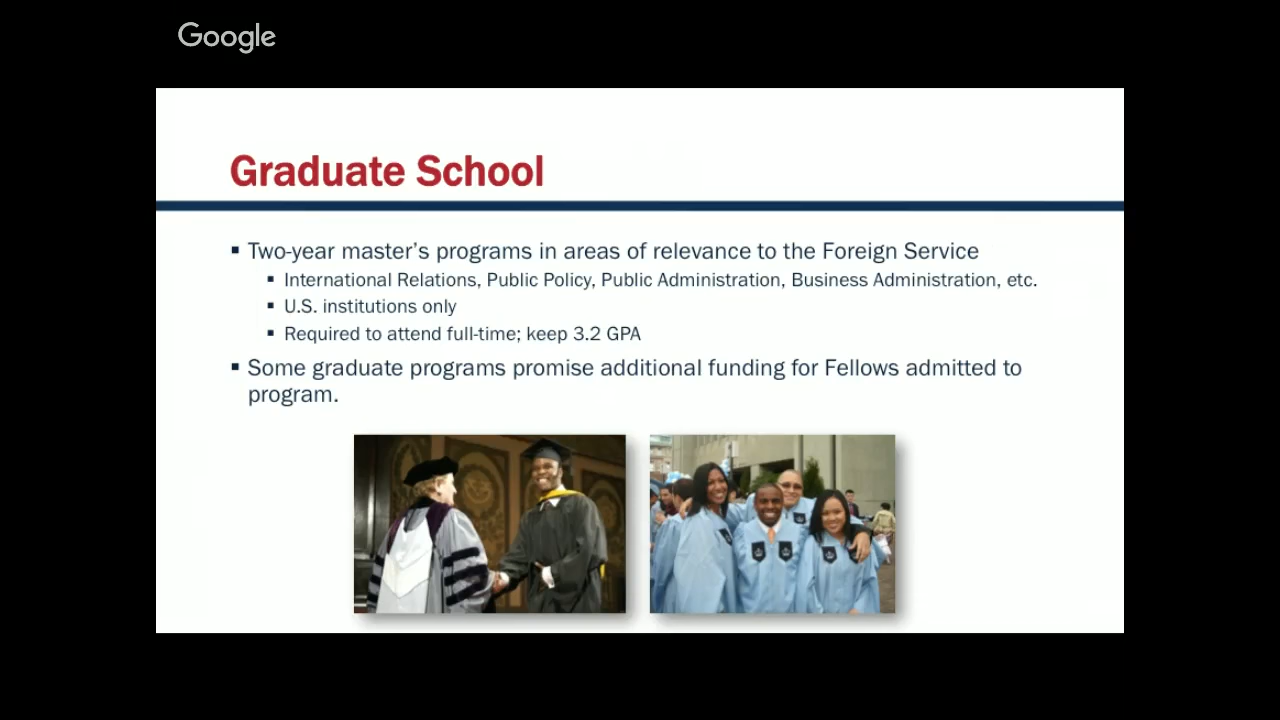 Google
Graduate School
▪ Two-year master's programs in areas of relevance to the Foreign Service
▪ International Relations, Public Policy, Public Administration, Business Administration, etc.
▪ U.S. institutions only
▪ Required to attend full-time; keep 3.2 GPA
▪ Some graduate programs promise additional funding for Fellows admitted to
program.